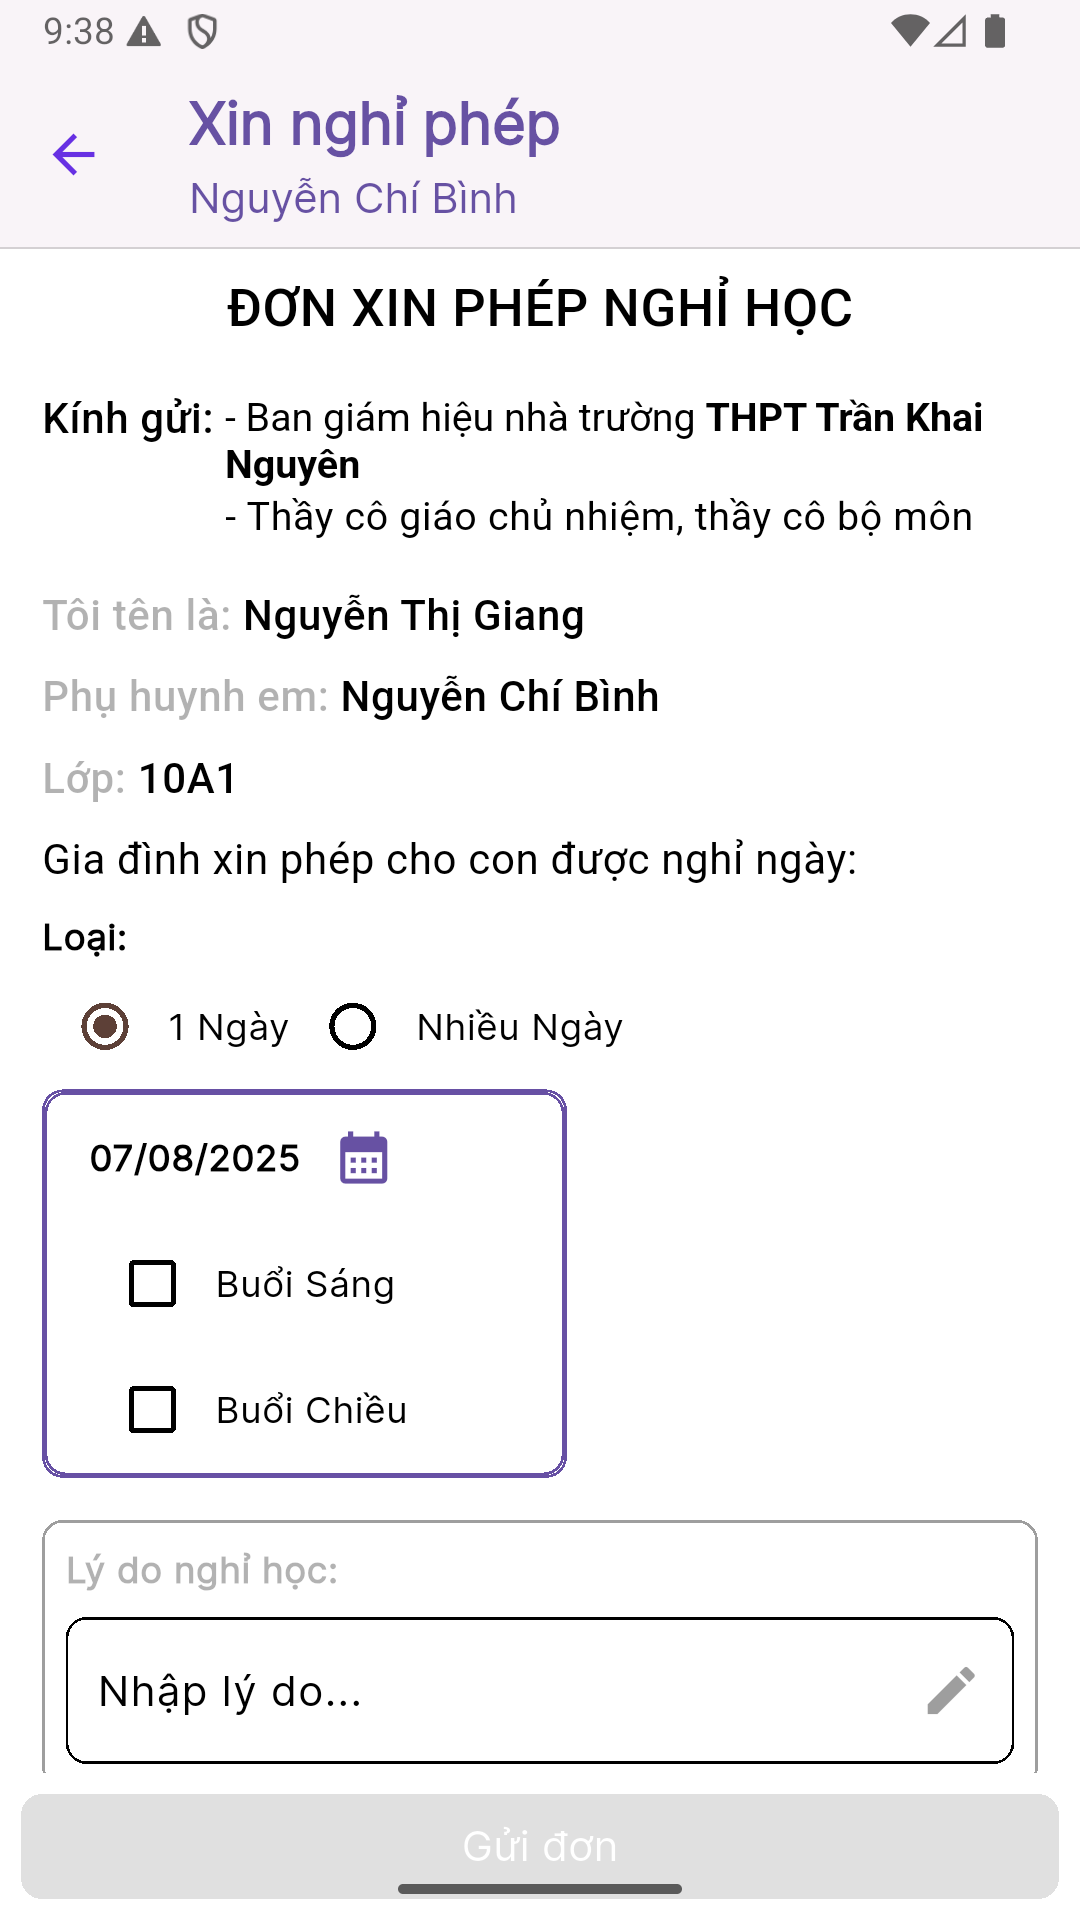 9:38
Xin nghỉ phép
Nguyễn Chí Bình
ĐƠN XIN PHÉP NGHỈ HỌC
Kính gửi: - Ban giám hiệu nhà trường THPT Trần Khai
Nguyên
- Thầy cô giáo chủ nhiệm, thầy cô bộ môn
Tôi tên là: Nguyễn Thị Giang
Phụ huynh em: Nguyễn Chí Bình
Lớp: 10A1
Gia đình xin phép cho con được nghỉ ngày:
Loại:
1 Ngày Nhiều Ngày
07/08/2025
Buổi Sáng
Buổi Chiều
Lý do nghỉ học:
Nhập lý do...
Gửi đơn